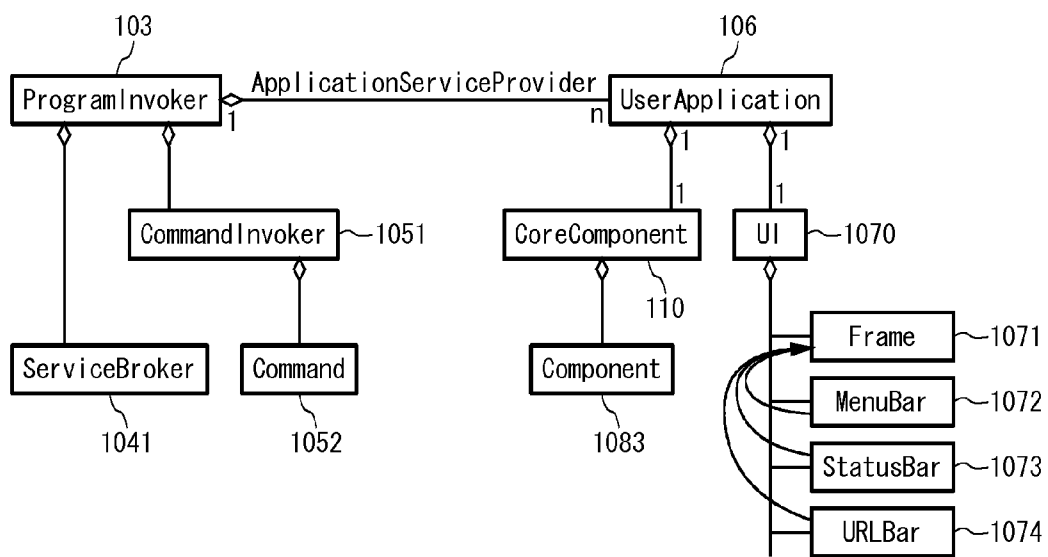 103
106
ProgramInvoker
ApplicationServiceProvider
UserApplication
1
n
1
1
1
1
CommandInvoker
1051
CoreComponent
UI
1070
110
ServiceBroker
Command
Component
Frame
1071
MenuBar
1072
1041
1052
1083
StatusBar
1073
URLBar
1074